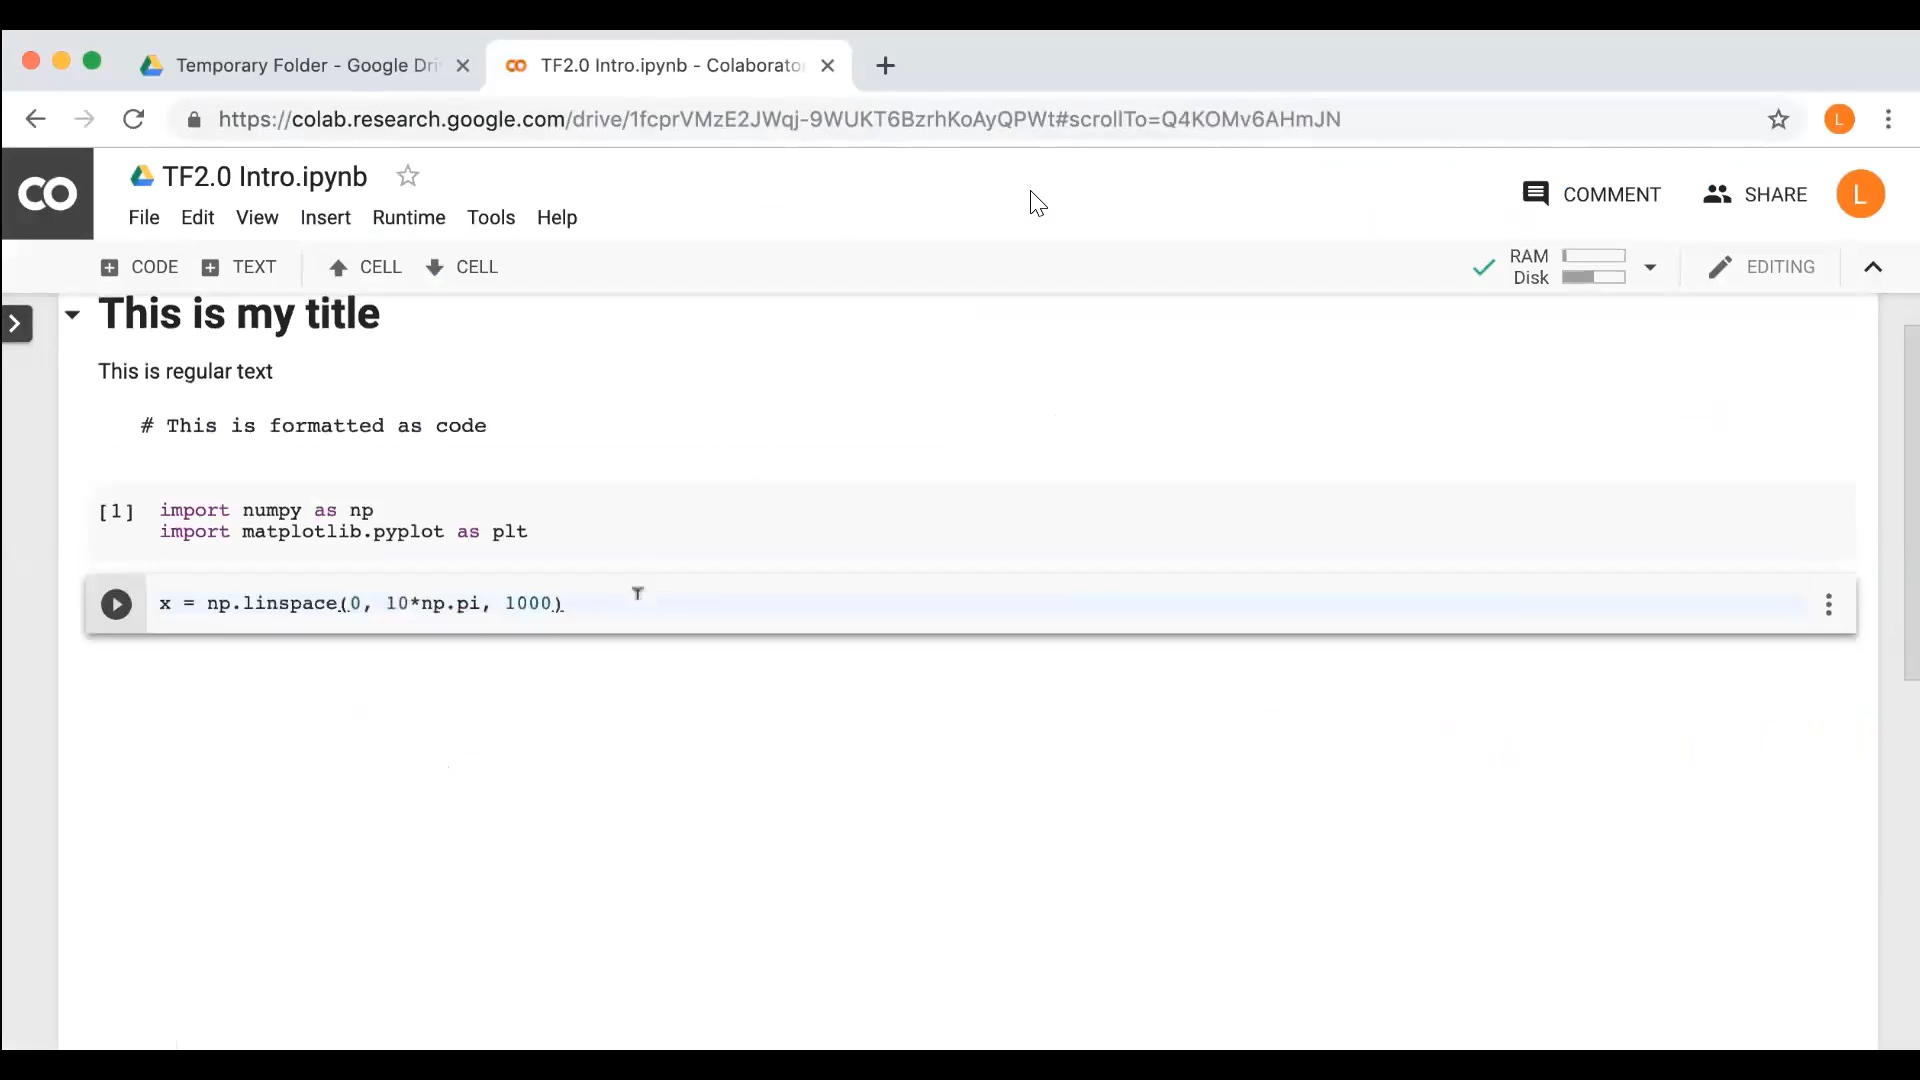 Temporary Folder - Google Dri
TF2.0 Intro.ipynb - Colaborato
https://colab.research.google.com/drive/1fcprVMzE2JWqj-9WUKT6BzrhKoAyQPWt#scrollTo=Q4KOMv6AHmJN
L
CO
TF2.0 Intro.ipynb
File Edit View Insert Runtime Tools Help
COMMENT SHARE L
CODE TEXT CELL CELL
RAM
Disk
EDITING
This is my title
This is regular text
# This is formatted as code
[1] import numpy as np
import matplotlib.pyplot as plt
x = np.linspace(0, 10*np.pi, 1000)